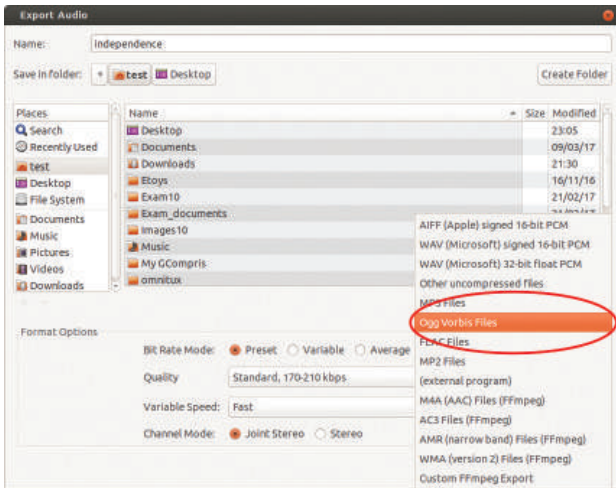 Export Audio
Name: independence
Save in folder: test Desktop Create Folder
Places Name Size Modified
Search Desktop 23:05
Recently Used Documents 09/03/17
test Downloads 21:30
Desktop Etoys 16/11/16
File System Exam10 21/02/17
Documents Exam_documents
Music Images10
Pictures Music
Videos My GCompris
Downloads omnitux
AIFF (Apple) signed 16-bit PCM
WAV (Microsoft) signed 16-bit PCM
WAV (Microsoft) 32-bit float PCM
Other uncompressed files
MP3 Files
Ogg Vorbis Files
FLAC Files
MP2 Files
(external program)
M4A (AAC) Files (FFmpeg)
AC3 Files (FFmpeg)
AMR (narrow band) Files (FFmpeg)
WMA (version 2) Files (FFmpeg)
Custom FFmpeg Export
Format Options
Bit Rate Mode: Preset Variable Average
Quality Standard, 170-210 kbps
Variable Speed: Fast
Channel Mode: Joint Stereo Stereo